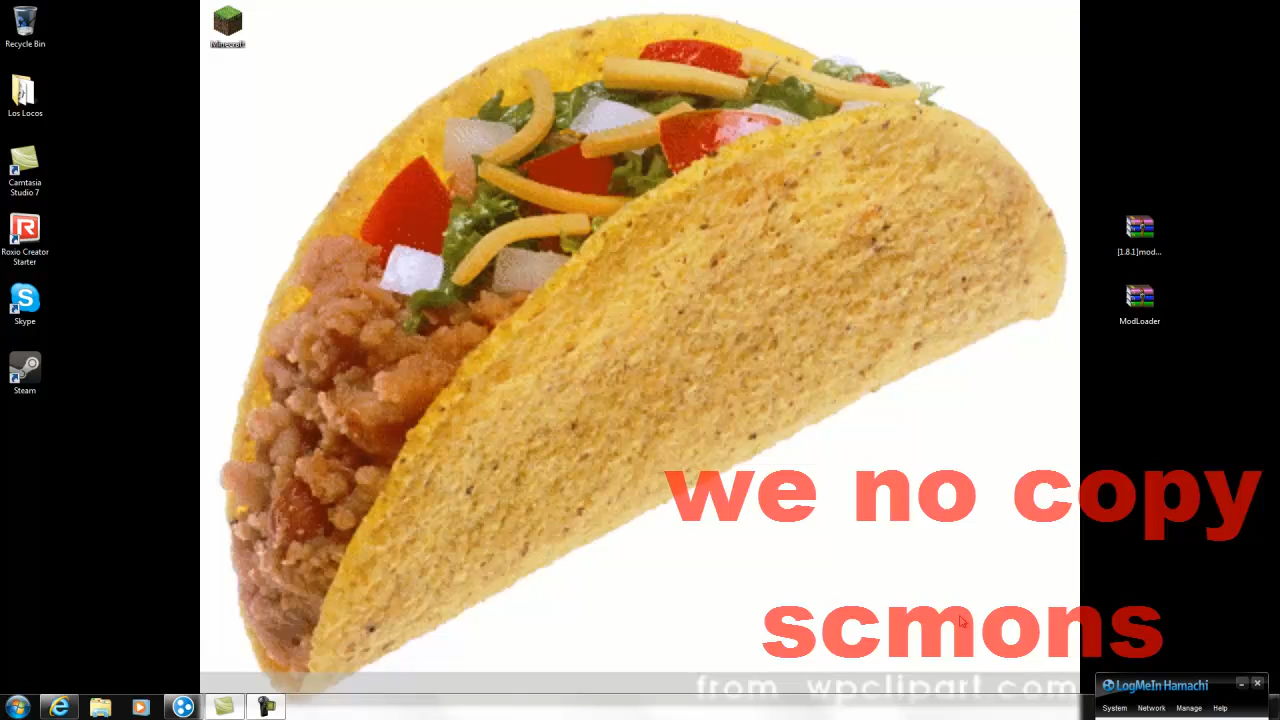 Minecraft
Recycle Bin
Los Locos
Camtasia
Studio 7
Roxio Creator
Starter
Skype
Steam
[1.8.1]mod...
ModLoader
we no copy
scmons
from wpclipart.com
LogMeIn Hamachi
System Network Manage Help